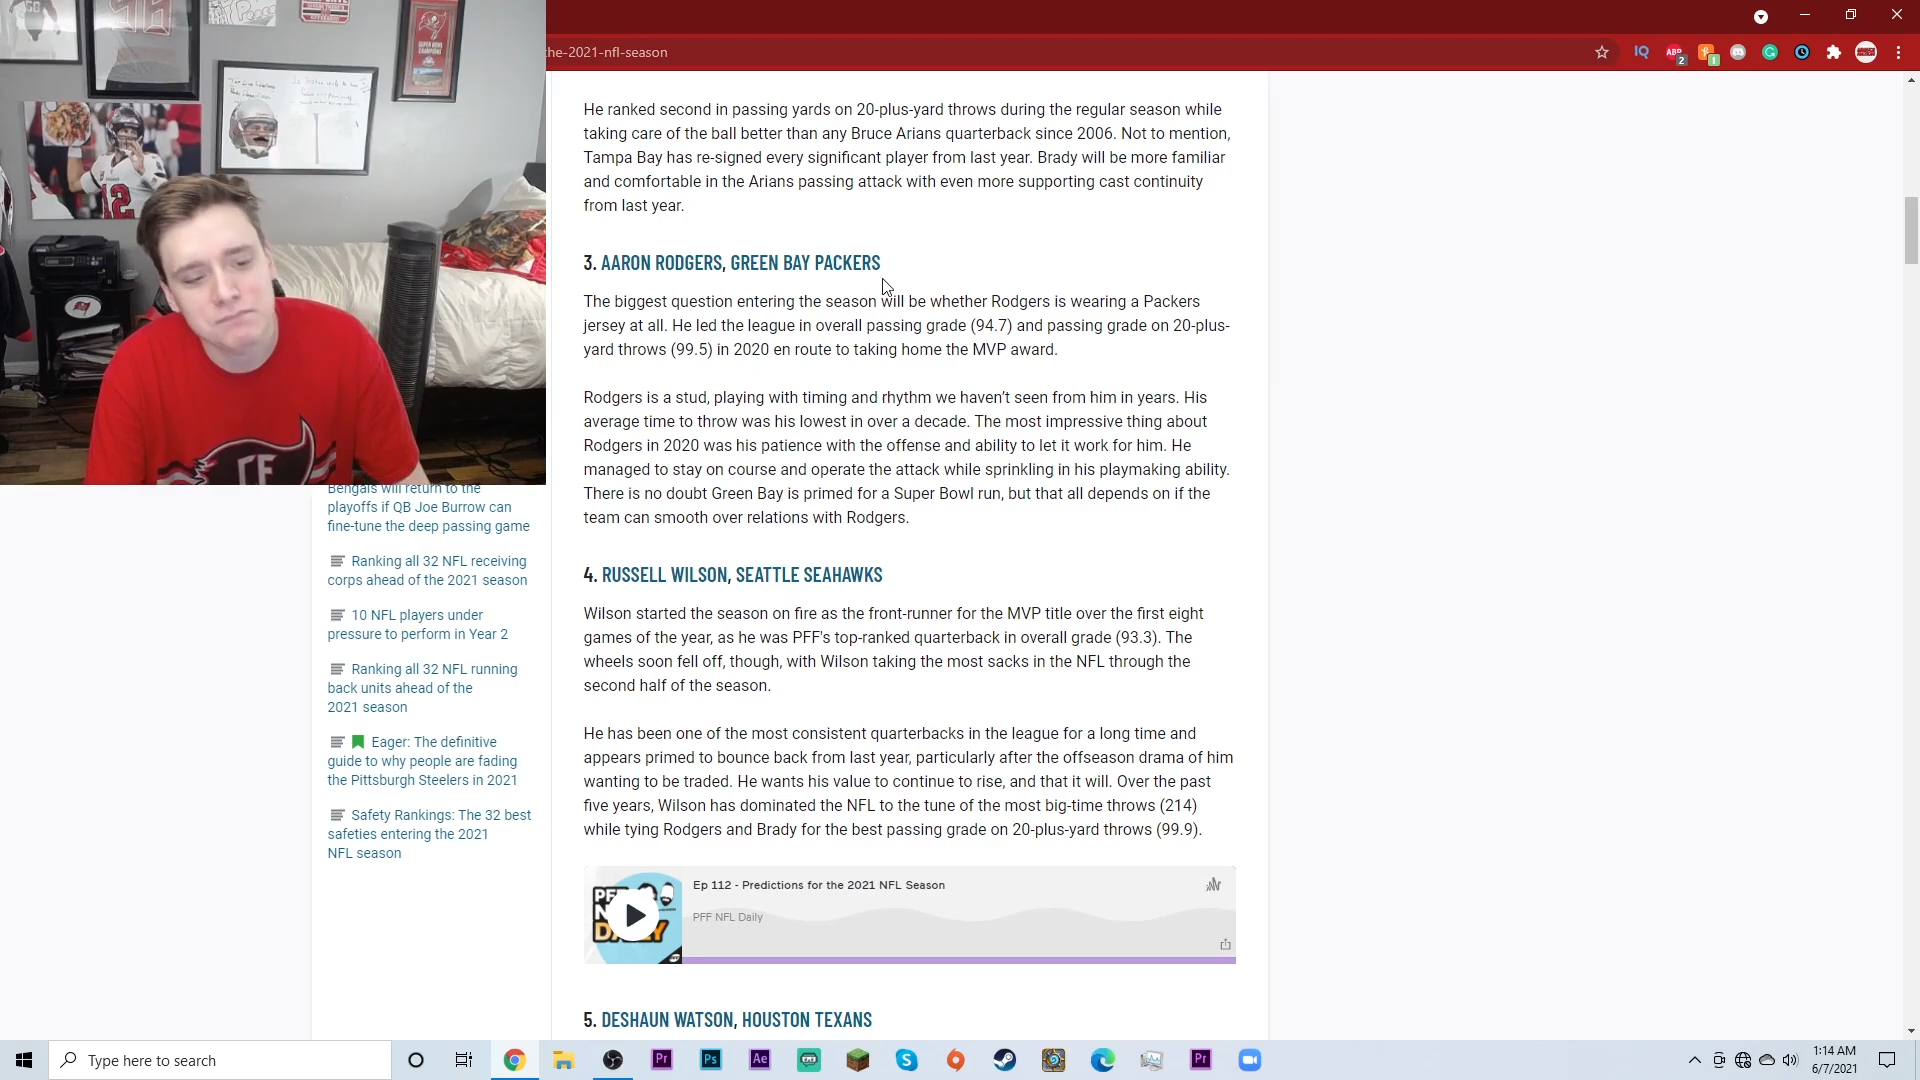 he-2021-nfl-season
SUPER BOWL
CHAMPIONS
12
He ranked second in passing yards on 20-plus-yard throws during the regular season while
taking care of the ball better than any Bruce Arians quarterback since 2006. Not to mention,
Tampa Bay has re-signed every significant player from last year. Brady will be more familiar
and comfortable in the Arians passing attack with even more supporting cast continuity
from last year.
3. AARON RODGERS, GREEN BAY PACKERS
The biggest question entering the season will be whether Rodgers is wearing a Packers
jersey at all. He led the league in overall passing grade (94.7) and passing grade on 20-plus-
yard throws (99.5) in 2020 en route to taking home the MVP award.
Rodgers is a stud, playing with timing and rhythm we haven't seen from him in years. His
average time to throw was his lowest in over a decade. The most impressive thing about
Rodgers in 2020 was his patience with the offense and ability to let it work for him. He
managed to stay on course and operate the attack while sprinkling in his playmaking ability.
There is no doubt Green Bay is primed for a Super Bowl run, but that all depends on if the
team can smooth over relations with Rodgers.
4. RUSSELL WILSON, SEATTLE SEAHAWKS
Wilson started the season on fire as the front-runner for the MVP title over the first eight
games of the year, as he was PFF's top-ranked quarterback in overall grade (93.3). The
wheels soon fell off, though, with Wilson taking the most sacks in the NFL through the
second half of the season.
He has been one of the most consistent quarterbacks in the league for a long time and
appears primed to bounce back from last year, particularly after the offseason drama of him
wanting to be traded. He wants his value to continue to rise, and that it will. Over the past
five years, Wilson has dominated the NFL to the tune of the most big-time throws (214)
while tying Rodgers and Brady for the best passing grade on 20-plus-yard throws (99.9).
Ep 112 - Predictions for the 2021 NFL Season
PFF NFL Daily
5. DESHAUN WATSON, HOUSTON TEXANS
Bengals will return to the
playoffs if QB Joe Burrow can
fine-tune the deep passing game
Ranking all 32 NFL receiving
corps ahead of the 2021 season
10 NFL players under
pressure to perform in Year 2
Ranking all 32 NFL running
back units ahead of the
2021 season
Eager: The definitive
guide to why people are fading
the Pittsburgh Steelers in 2021
Safety Rankings: The 32 best
safeties entering the 2021
NFL season
Type here to search
1:14 AM
6/7/2021